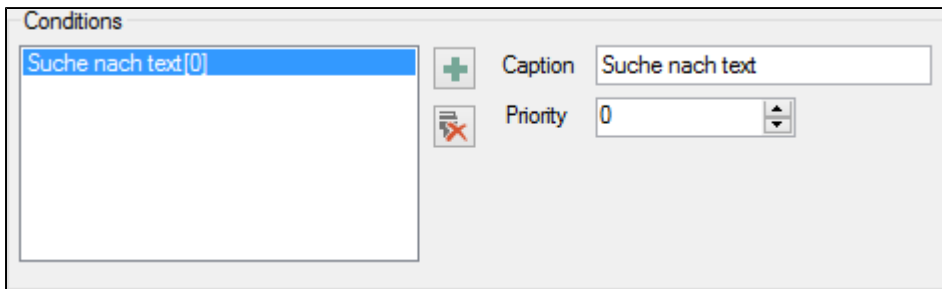 Conditions
Suche nach text[0]
Caption
Suche nach text
Priority
0